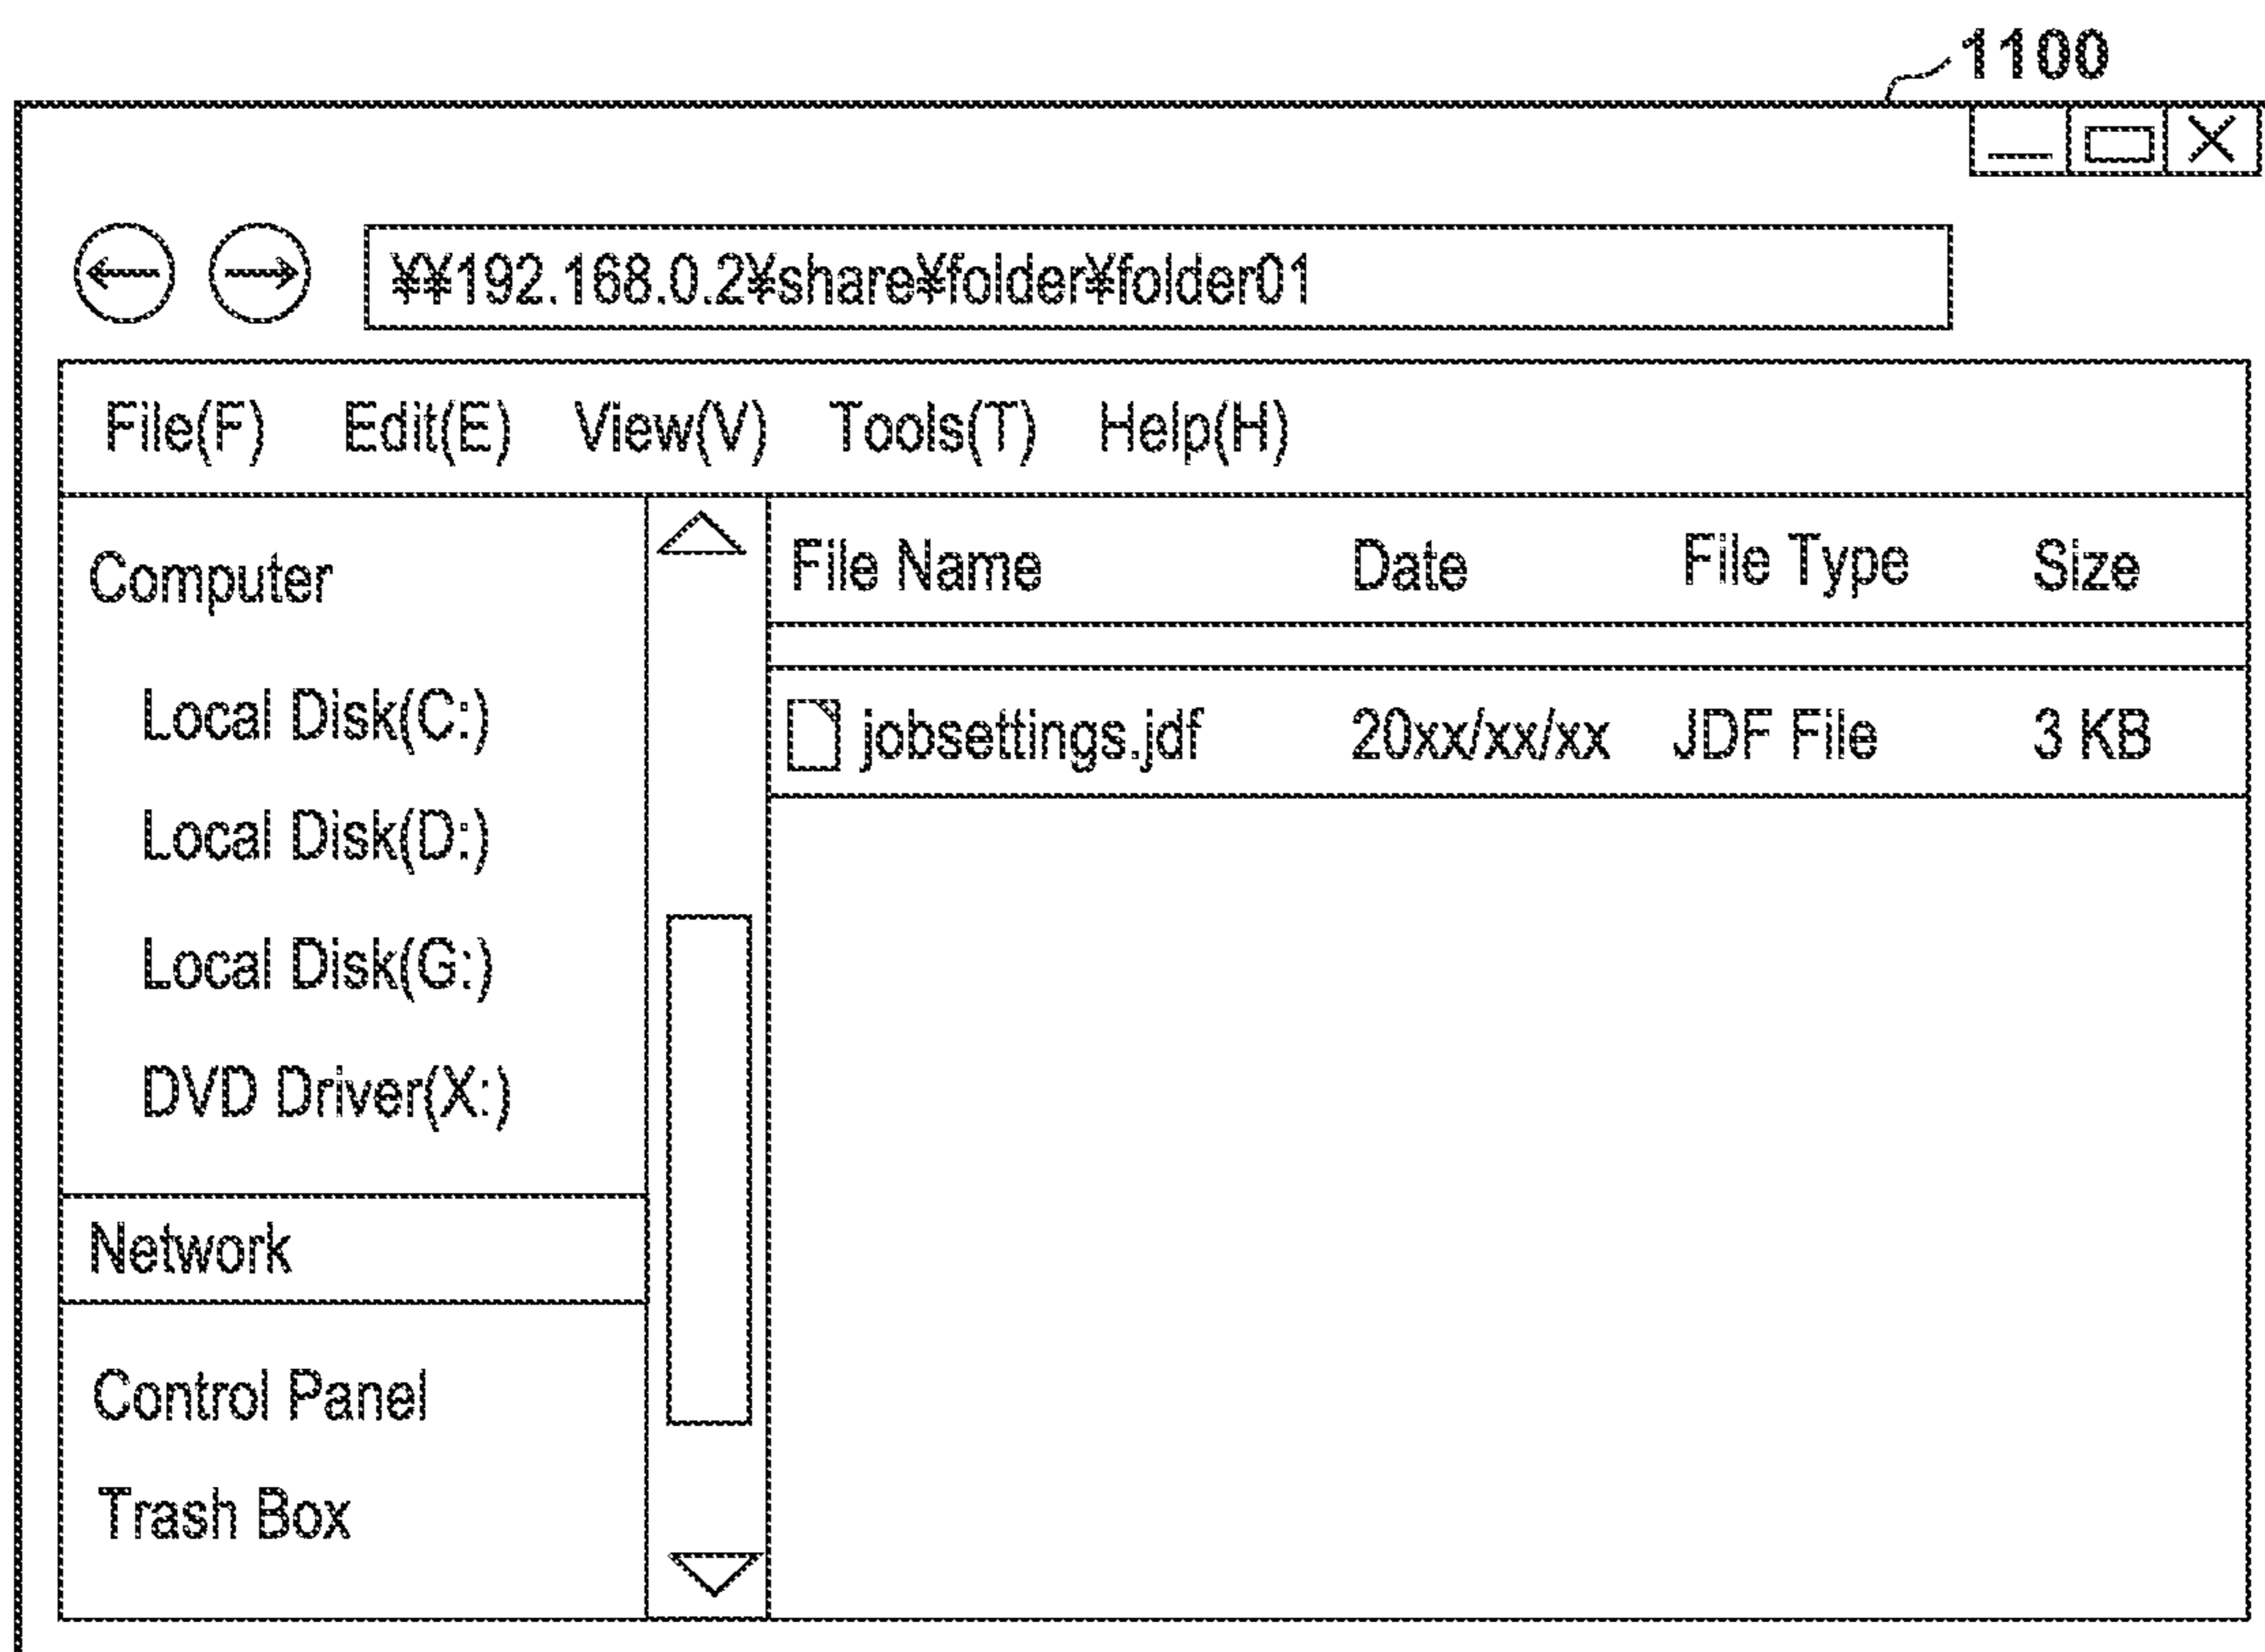 1100
¥¥192.168.0.2¥share¥folder¥folder01
File(F) Edit(E) View(V) Tools(T) Help(H)
Computer
Local Disk(C:)
Local Disk(D:)
Local Disk(G:)
DVD Driver(X:)
Network
Control Panel
Trash Box
File Name Date File Type Size
jobsettings.jdf 20xx/xx/xx JDF File 3 KB